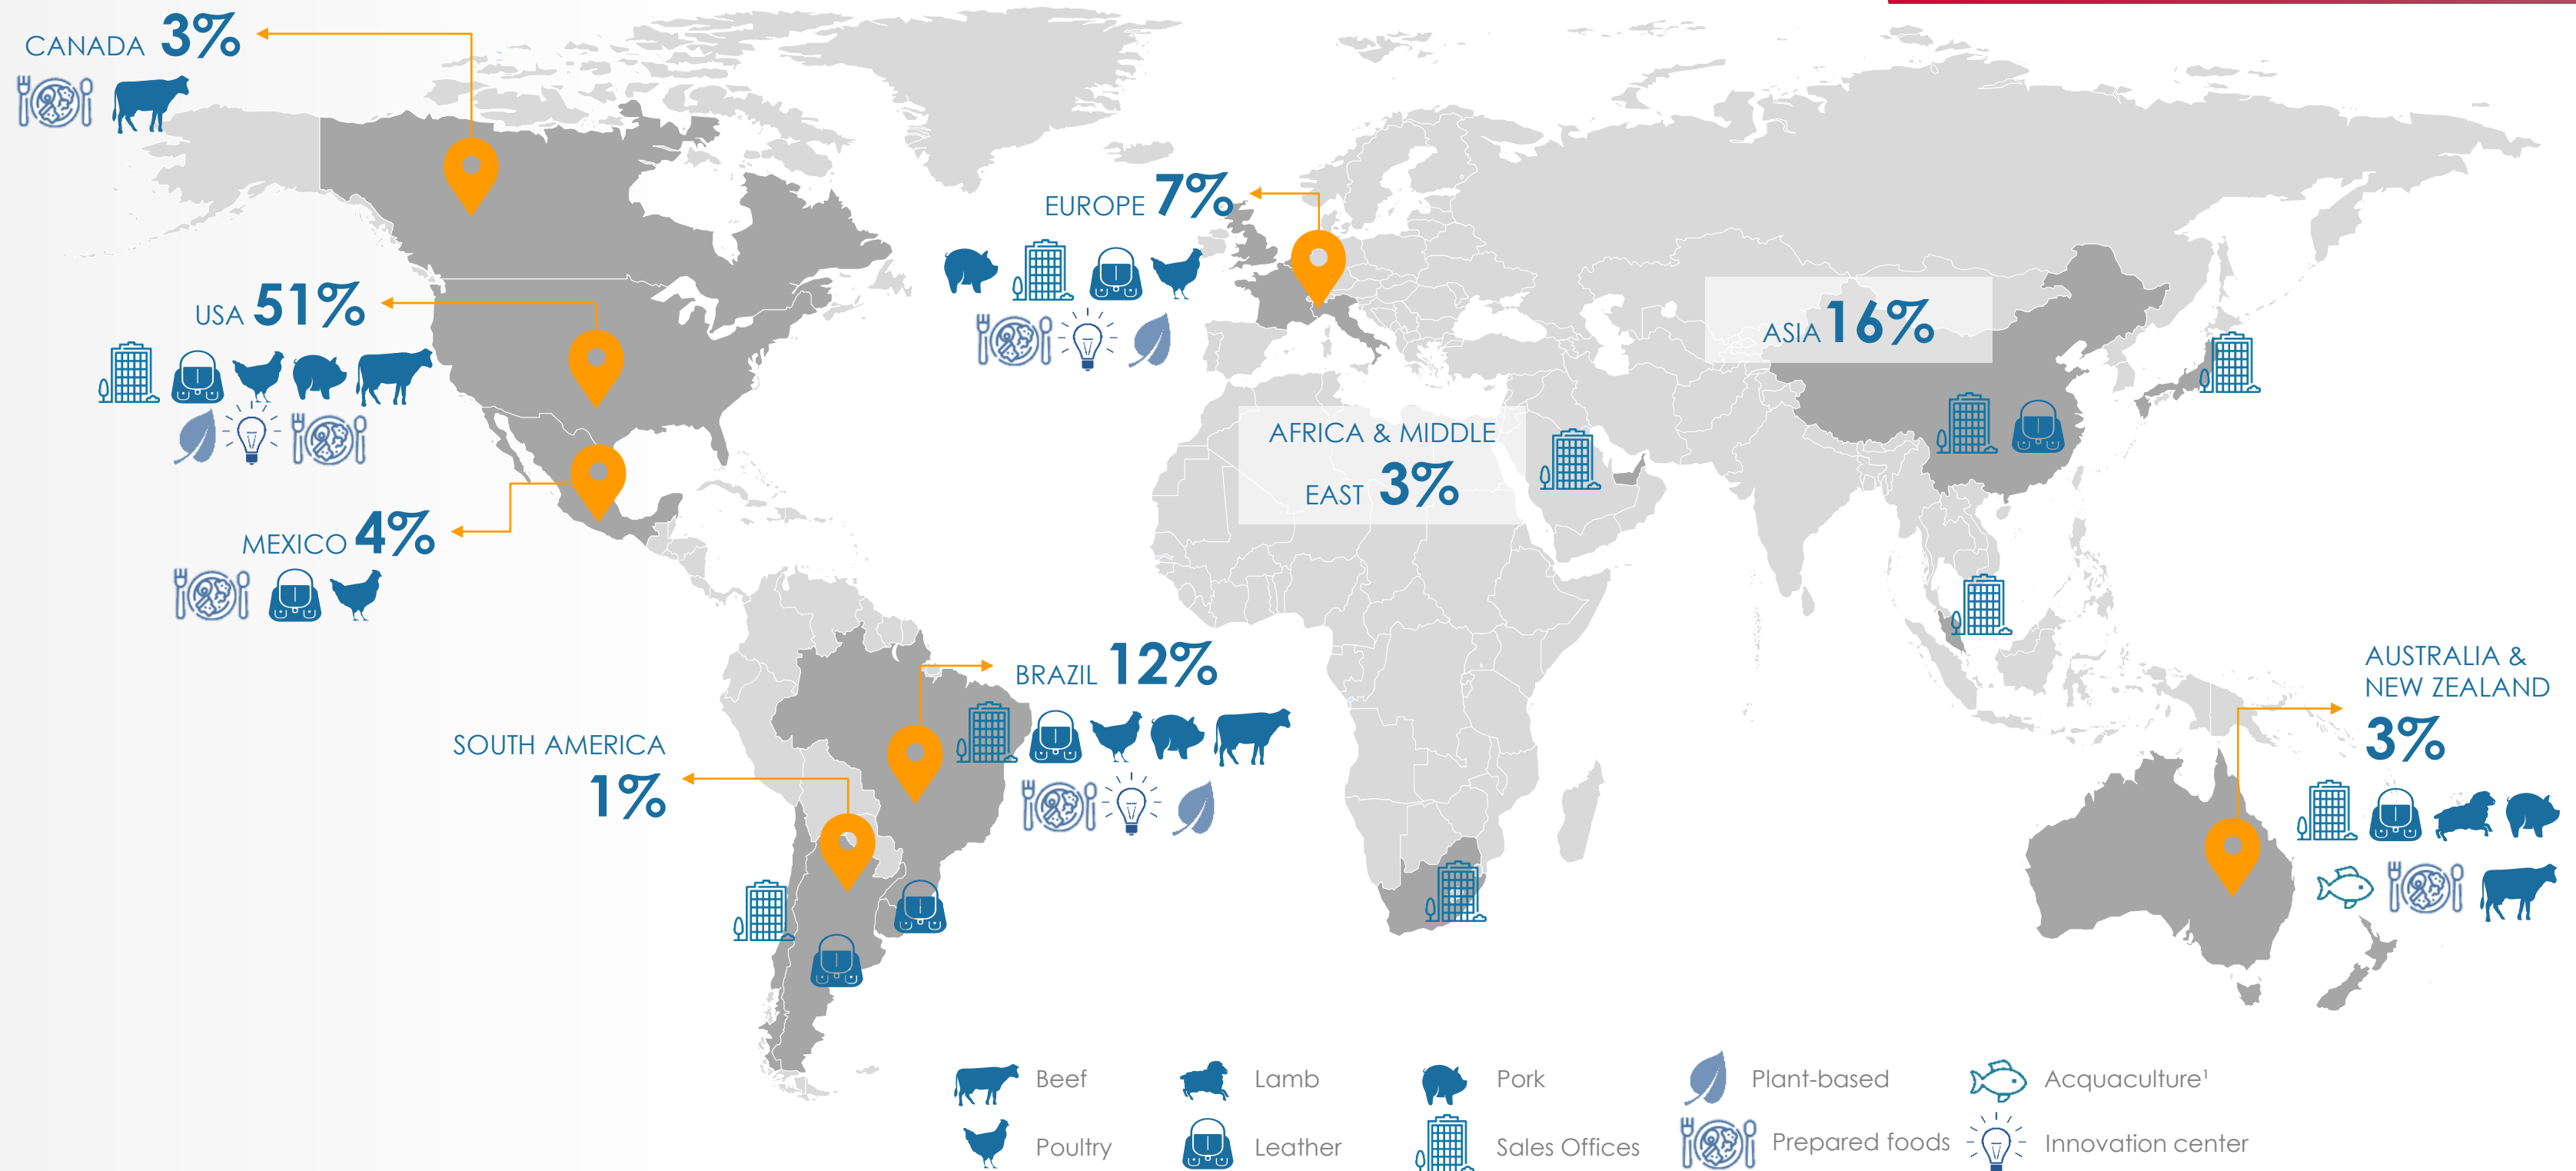 CANADA 3%
EUROPE 7%
USA 51%
ASIA 16%
AFRICA & MIDDLE
EAST 3%
MEXICO 4%
BRAZIL 12%
AUSTRALIA &
NEW ZEALAND
3%
SOUTH AMERICA
1%
Beef
Lamb
Pork
Plant-based
Acquaculture¹
Poultry
Leather
Sales Offices
Prepared foods
Innovation center